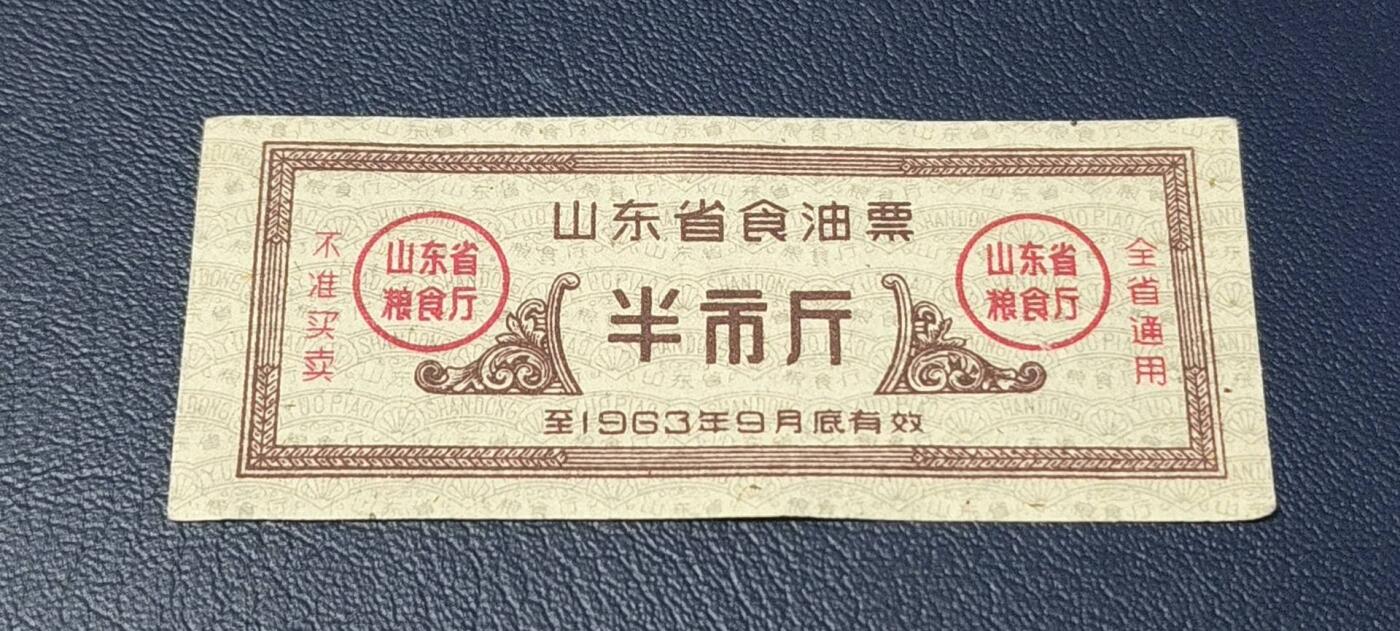 山东省食油票
不准买卖
山东省
粮食厅
半市斤
山东省
粮食厅
全省通用
至1963年9月底有效